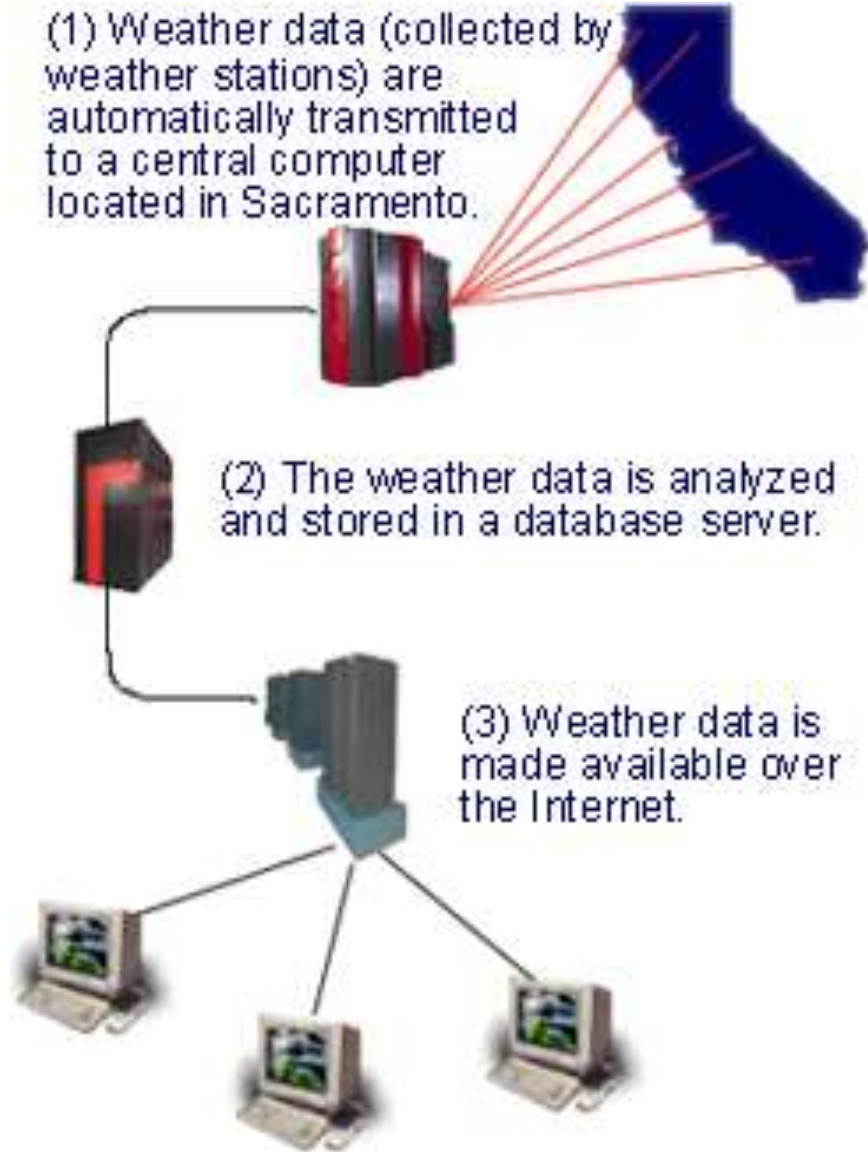 (1) Weather data (collected by
weather stations) are
automatically transmitted
to a central computer
located in Sacramento.
(2) The weather data is analyzed
and stored in a database server.
(3) Weather data is
made available over
the Internet.